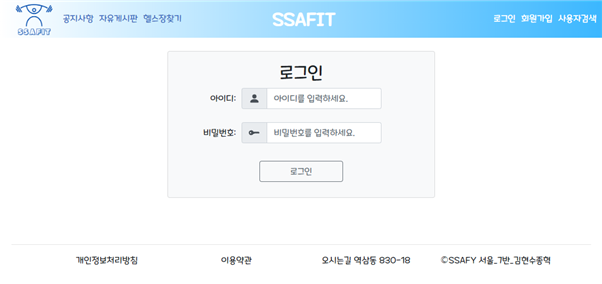 SSAFIT
공지사항 자유게시판 헬스장찾기
SSAFIT
로그인 회원가입 사용자검색
로그인
아이디: 아이디를 입력하세요.
비밀번호: 비밀번호를 입력하세요.
로그인
개인정보처리방침 이용약관 오시는길 역삼동 830-18 ©SSAFY 서울_7반_김현수종혁